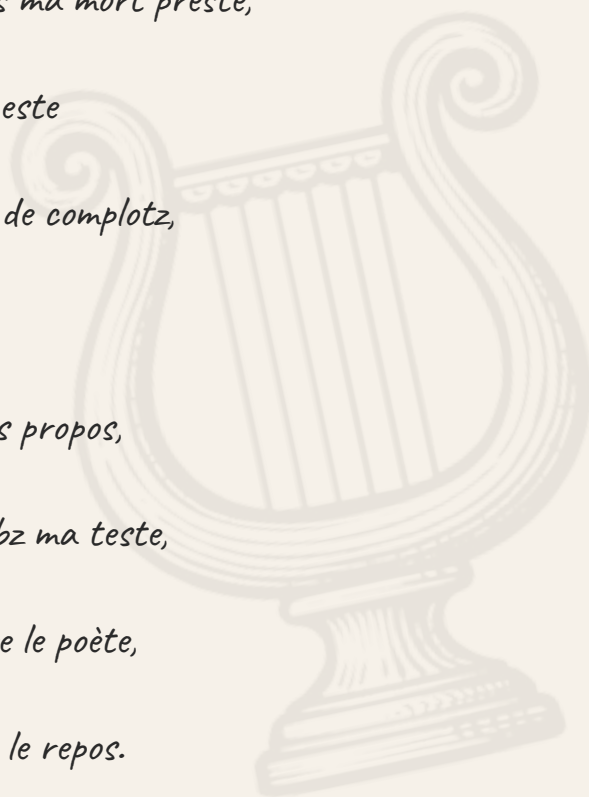 s ma mort preste,
este
de complotz,
s propos,
bz ma teste,
e le poète,
le repos.